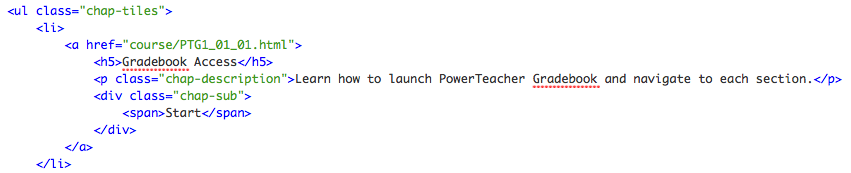 <ul class="chap-tiles">
<li>
<a href="course/PTG1_01_01.html">
<h5>Gradebook Access</h5>
<p class="chap-description">Learn how to launch PowerTeacher Gradebook and navigate to each section.</p>
<div class="chap-sub">
<span>Start</span>
</div>
</a>
</li>